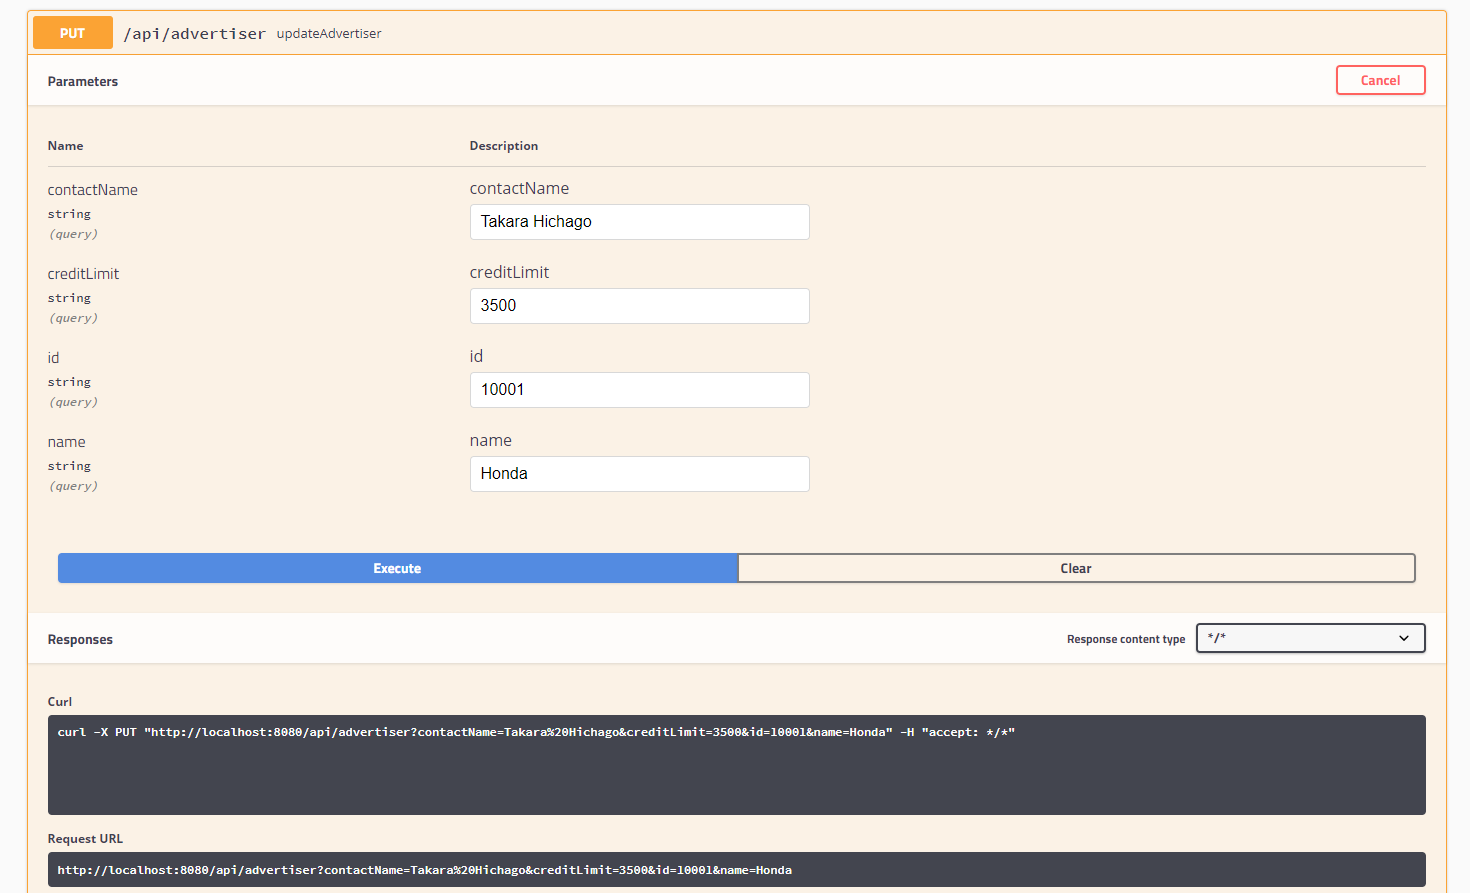 PUT /api/advertiser updateAdvertiser
Parameters Cancel
Name Description
contactName contactName
string
(query)
Takara Hichago
creditLimit creditLimit
string
(query)
3500
id id
string
(query)
10001
name name
string
(query)
Honda
Execute Clear
Responses Response content type */*
Curl
curl -X PUT "http://localhost:8080/api/advertiser?contactName=Takara%20Hichago&creditLimit=3500&id=10001&name=Honda" -H "accept: */*"
Request URL
http://localhost:8080/api/advertiser?contactName=Takara%20Hichago&creditLimit=3500&id=10001&name=Honda